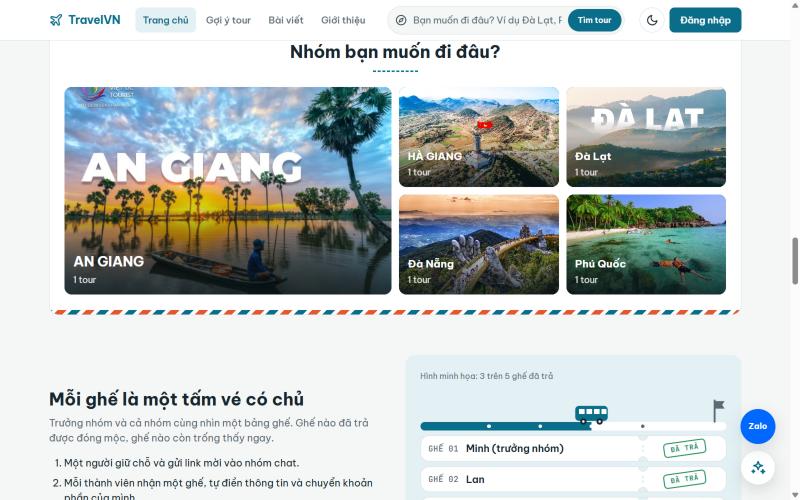 TravelVN
Trang chủ
Gợi ý tour
Bài viết
Giới thiệu
Bạn muốn đi đâu? Ví dụ Đà Lạt, F
Tìm tour
Đăng nhập
Nhóm bạn muốn đi đâu?
TOURIST
AN GIANG
AN GIANG
1 tour
HÀ GIANG
1 tour
ĐÀ LẠT
Đà Lạt
1 tour
Đà Nẵng
1 tour
Phú Quốc
1 tour
Mỗi ghế là một tấm vé có chủ
Trưởng nhóm và cả nhóm cùng nhìn một bảng ghế. Ghế nào đã trả
được đóng mộc, ghế nào còn trống thấy ngay.
1. Một người giữ chỗ và gửi link mời vào nhóm chat.
2. Mỗi thành viên nhận một ghế, tự điền thông tin và chuyển khoản
phần của mình.
Hình minh họa: 3 trên 5 ghế đã trả
GHẾ 01 Minh (trưởng nhóm) ĐÃ TRẢ
GHẾ 02 Lan ĐÃ TRẢ
Zalo